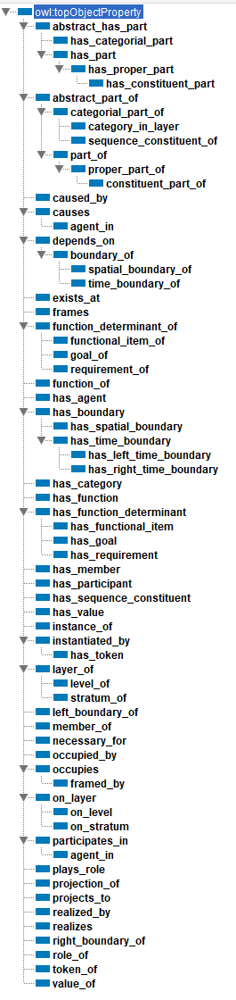 owl:topObjectProperty
abstract_has_part
has_categorial_part
has_part
has_proper_part
has_constituent_part
abstract_part_of
categorial_part_of
category_in_layer
sequence_constituent_of
part_of
proper_part_of
constituent_part_of
caused_by
causes
agent_in
depends_on
boundary_of
spatial_boundary_of
time_boundary_of
exists_at
frames
function_determinant_of
functional_item_of
goal_of
requirement_of
function_of
has_agent
has_boundary
has_spatial_boundary
has_time_boundary
has_left_time_boundary
has_right_time_boundary
has_category
has_function
has_function_determinant
has_functional_item
has_goal
has_requirement
has_member
has_participant
has_sequence_constituent
has_value
instance_of
instantiated_by
has_token
layer_of
level_of
stratum_of
left_boundary_of
member_of
necessary_for
occupied_by
occupies
framed_by
on_layer
on_level
on_stratum
participates_in
agent_in
plays_role
projection_of
projects_to
realized_by
realizes
right_boundary_of
role_of
token_of
value_of